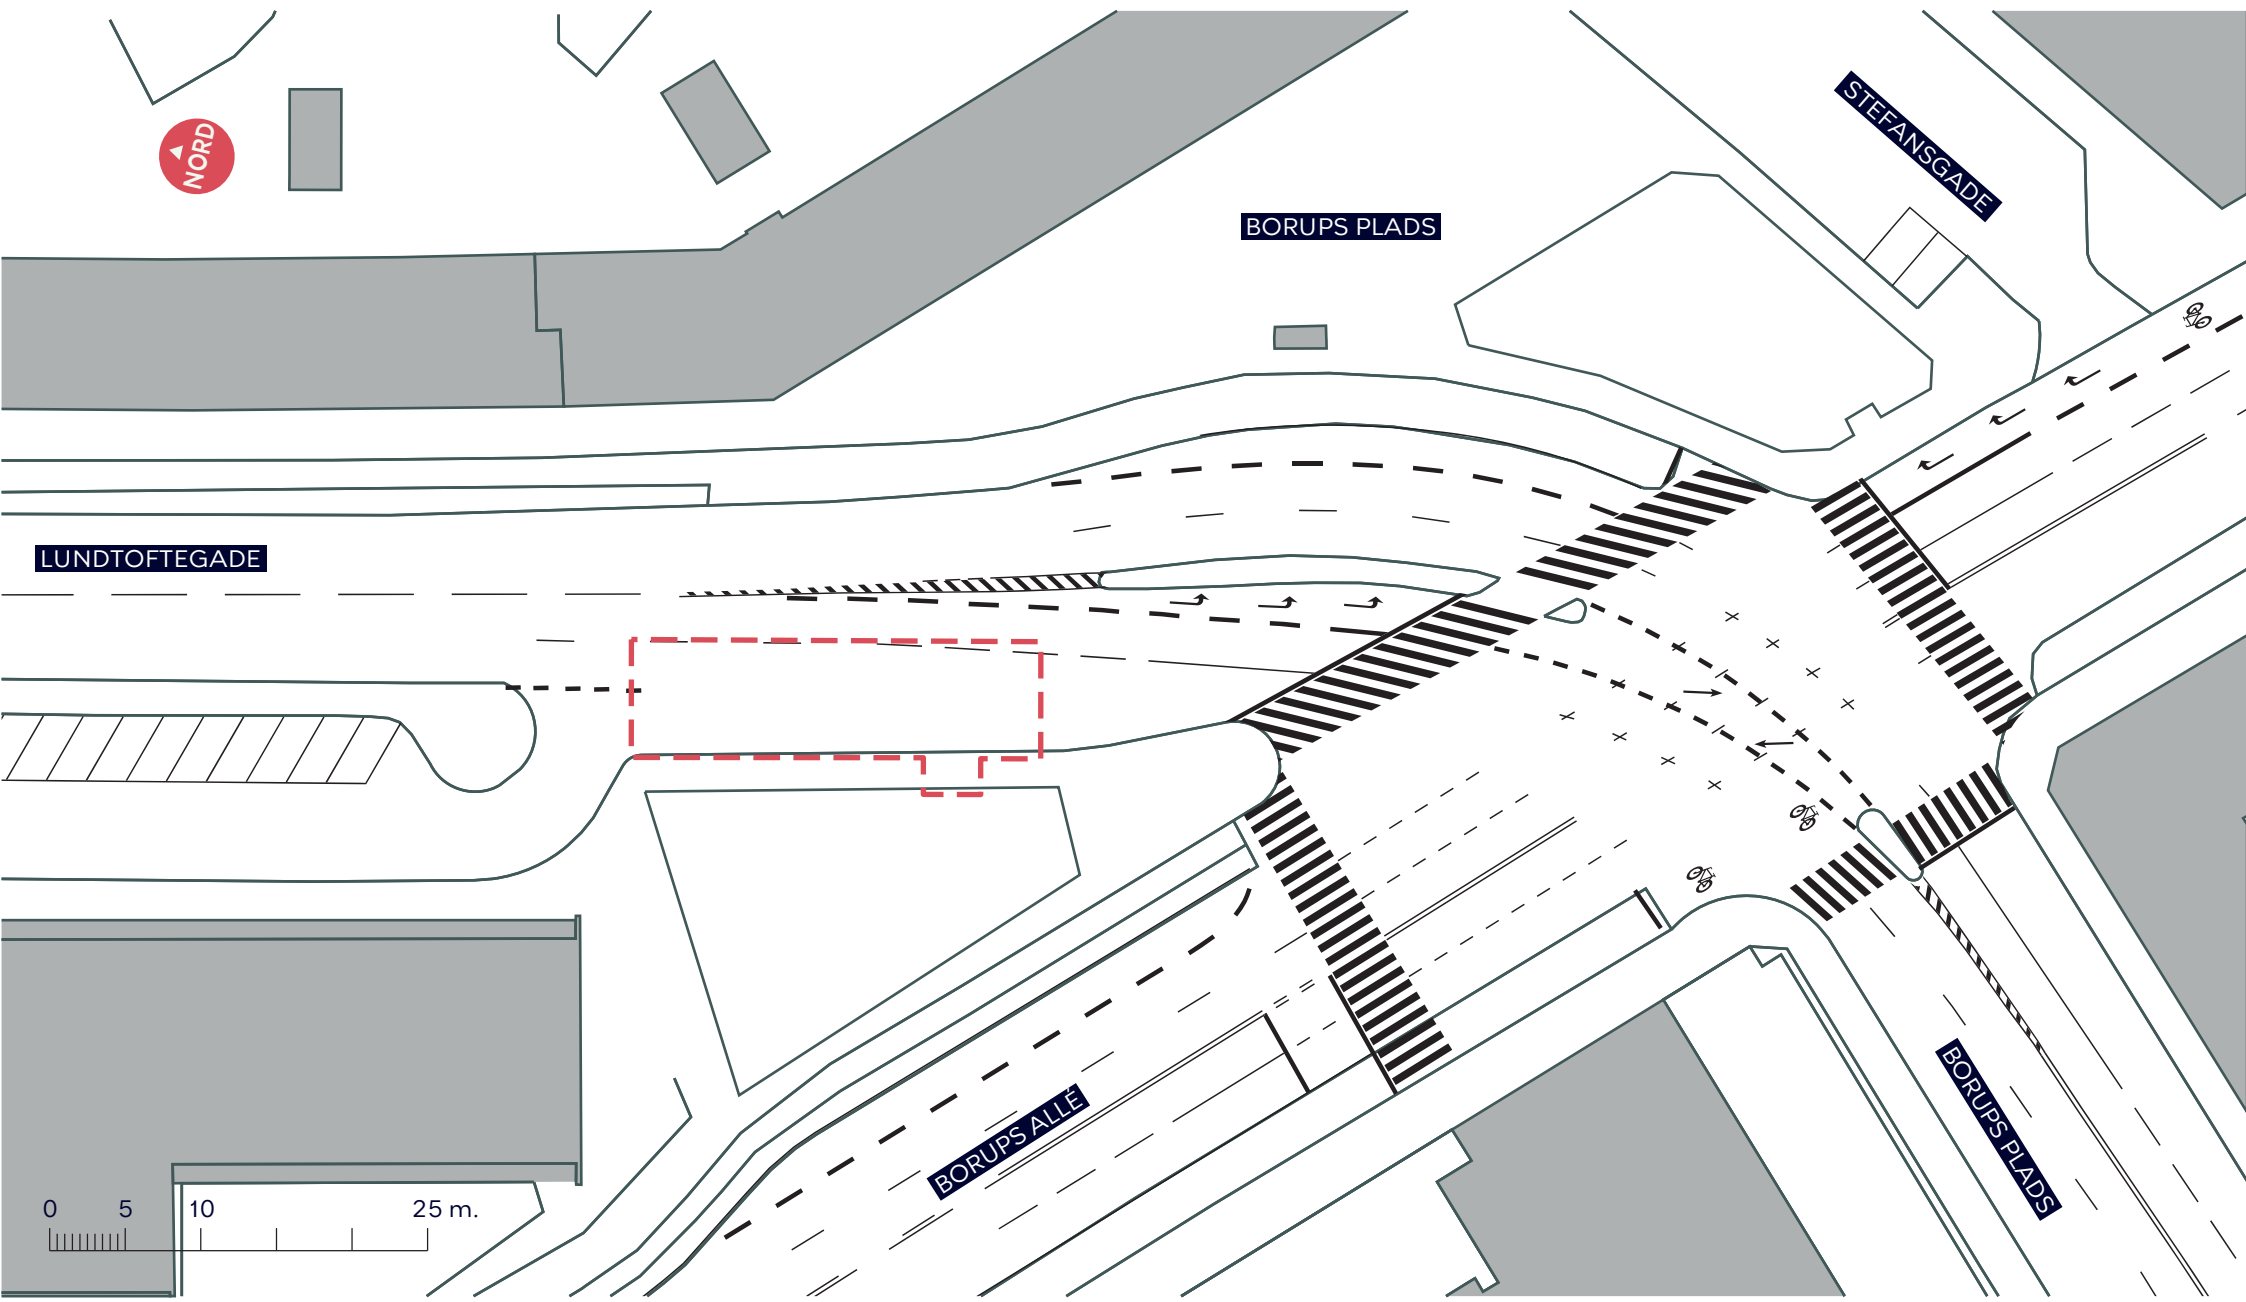 NORD
STEFANSGADE
BORUPS PLADS
LUNDTOFTEGADE
BORUPS ALLÉ
BORUPS PLADS
0 5 10 25 m.